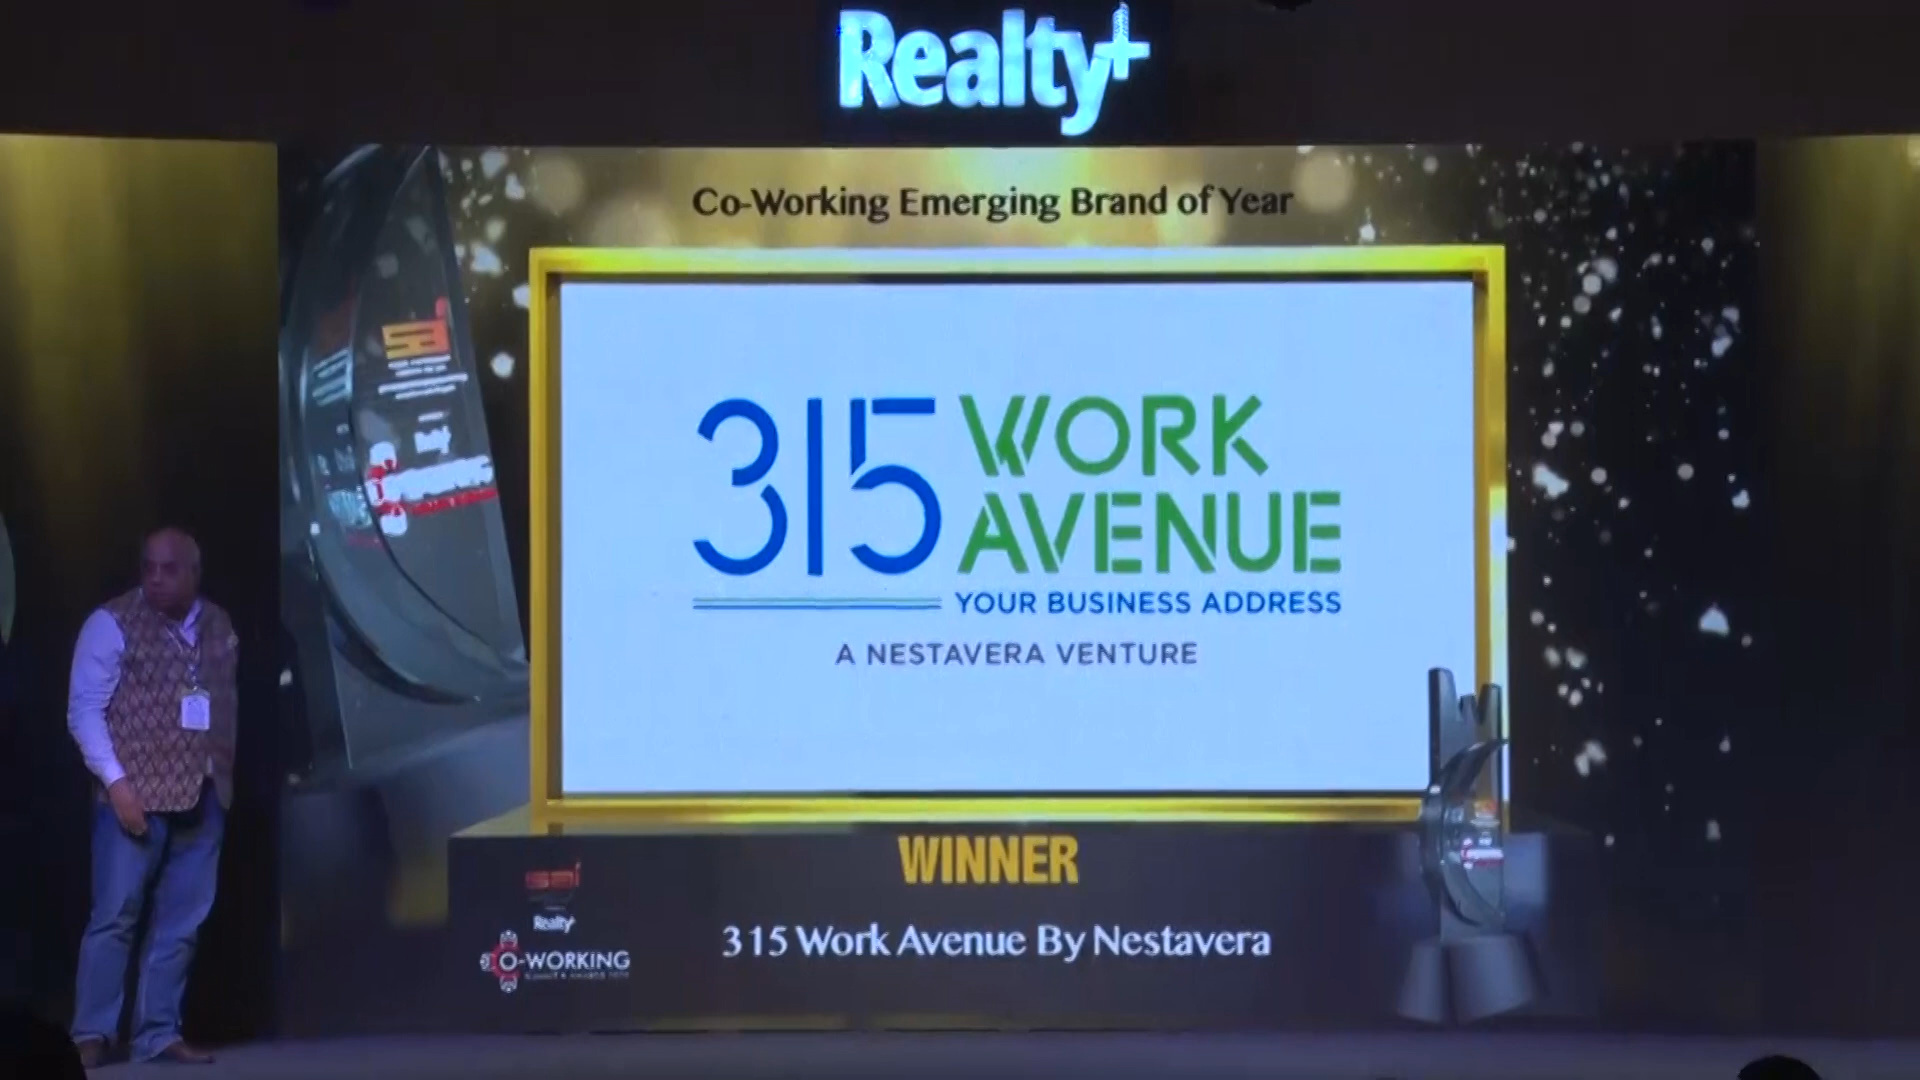 Realty+
Co-Working Emerging Brand of Year
315 WORK
AVENUE
YOUR BUSINESS ADDRESS
A NESTAVERA VENTURE
WINNER
315 Work Avenue By Nestavera
Realty+
CO-WORKING